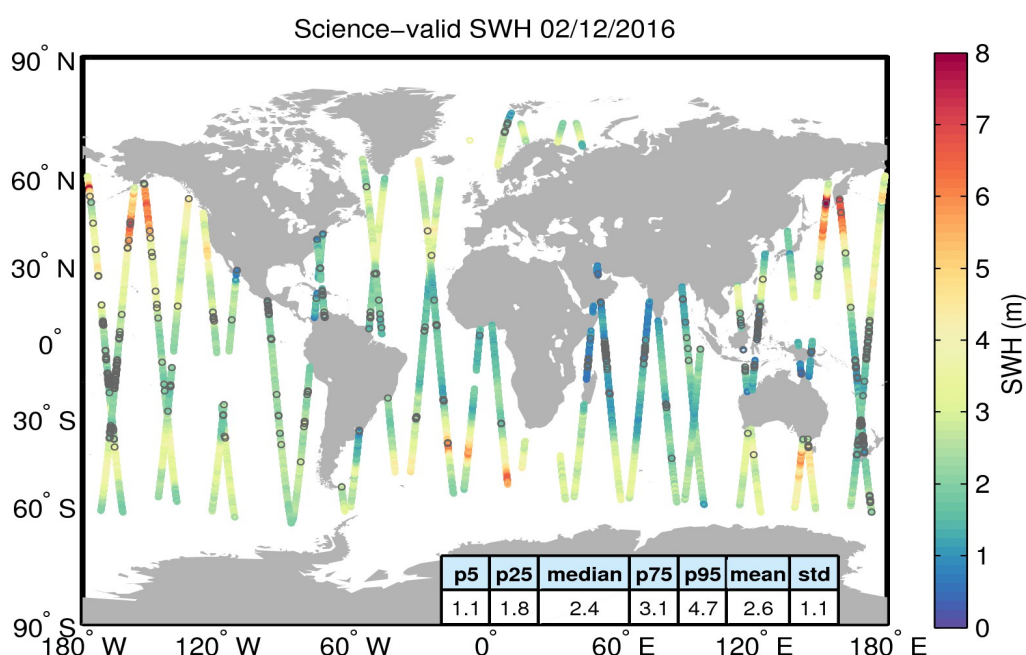 Science−valid SWH 02/12/2016
90° N
60° N
30° N
0°
30° S
60° S
90° S
180° W
120° W
60° W
0°
60° E
120° E
180° E
p5 p25 median p75 p95 mean std
1.1 1.8 2.4 3.1 4.7 2.6 1.1
8
7
6
5
4
3
2
1
0
SWH (m)